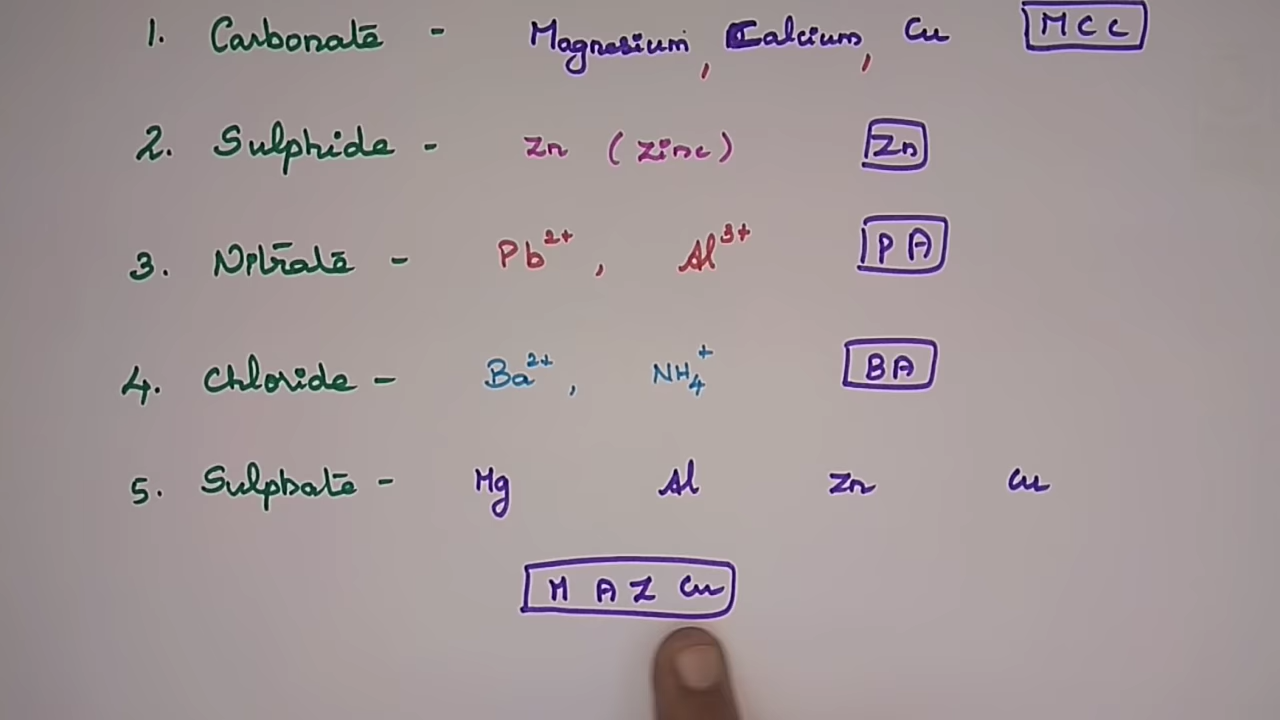 1. Carbonate - Magnesium, Calcium, Cu MCC
2. Sulphide - Zn (Zinc) Zn
3. Nitrate - Pb²⁺, Al³⁺ PA
4. Chloride - Ba²⁺, NH₄⁺ BA
5. Sulphate - Mg Al Zn Cu
M A Z Cu